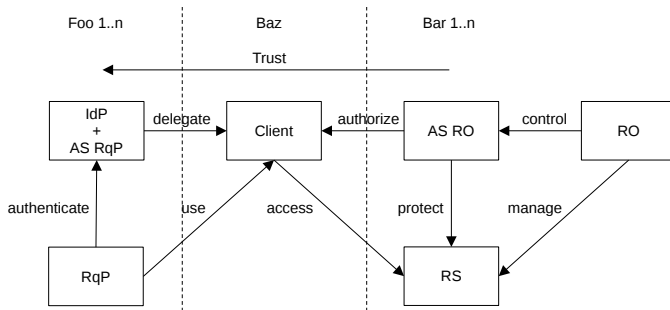 Foo 1..n
Baz
Bar 1..n
Trust
IdP
+
AS RqP
delegate
Client
authorize
AS RO
control
RO
authenticate
use
access
protect
manage
RqP
RS